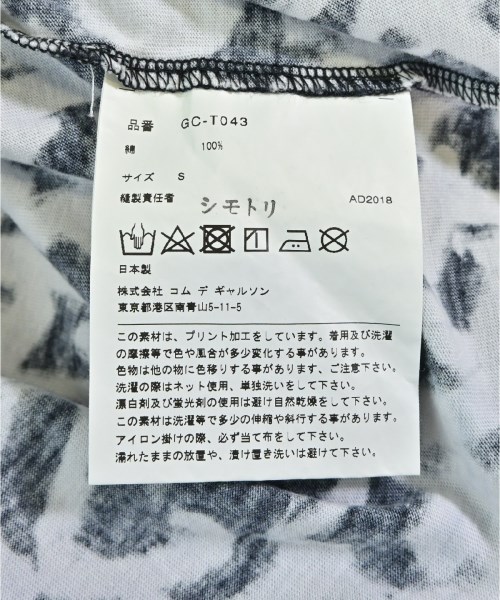 品番 GC-T043
綿 100%
サイズ S
縫製責任者 シモトリ AD2018
日本製
株式会社 コム デ ギャルソン
東京都港区南青山5-11-5
この素材は、プリント加工をしています。着用及び洗濯
の摩擦等で色や風合が多少変化する事があります。
色物は他の物に色移りする事があります、ご注意下さい。
洗濯の際はネット使用、単独洗いをして下さい。
漂白剤及び蛍光剤の使用は避け自然乾燥をして下さい。
この素材は洗濯等で多少の伸縮や斜行する事があります。
アイロン掛けの際、必ず当て布をして下さい。
濡れたままの放置や、漬け置き洗いは避けて下さい。